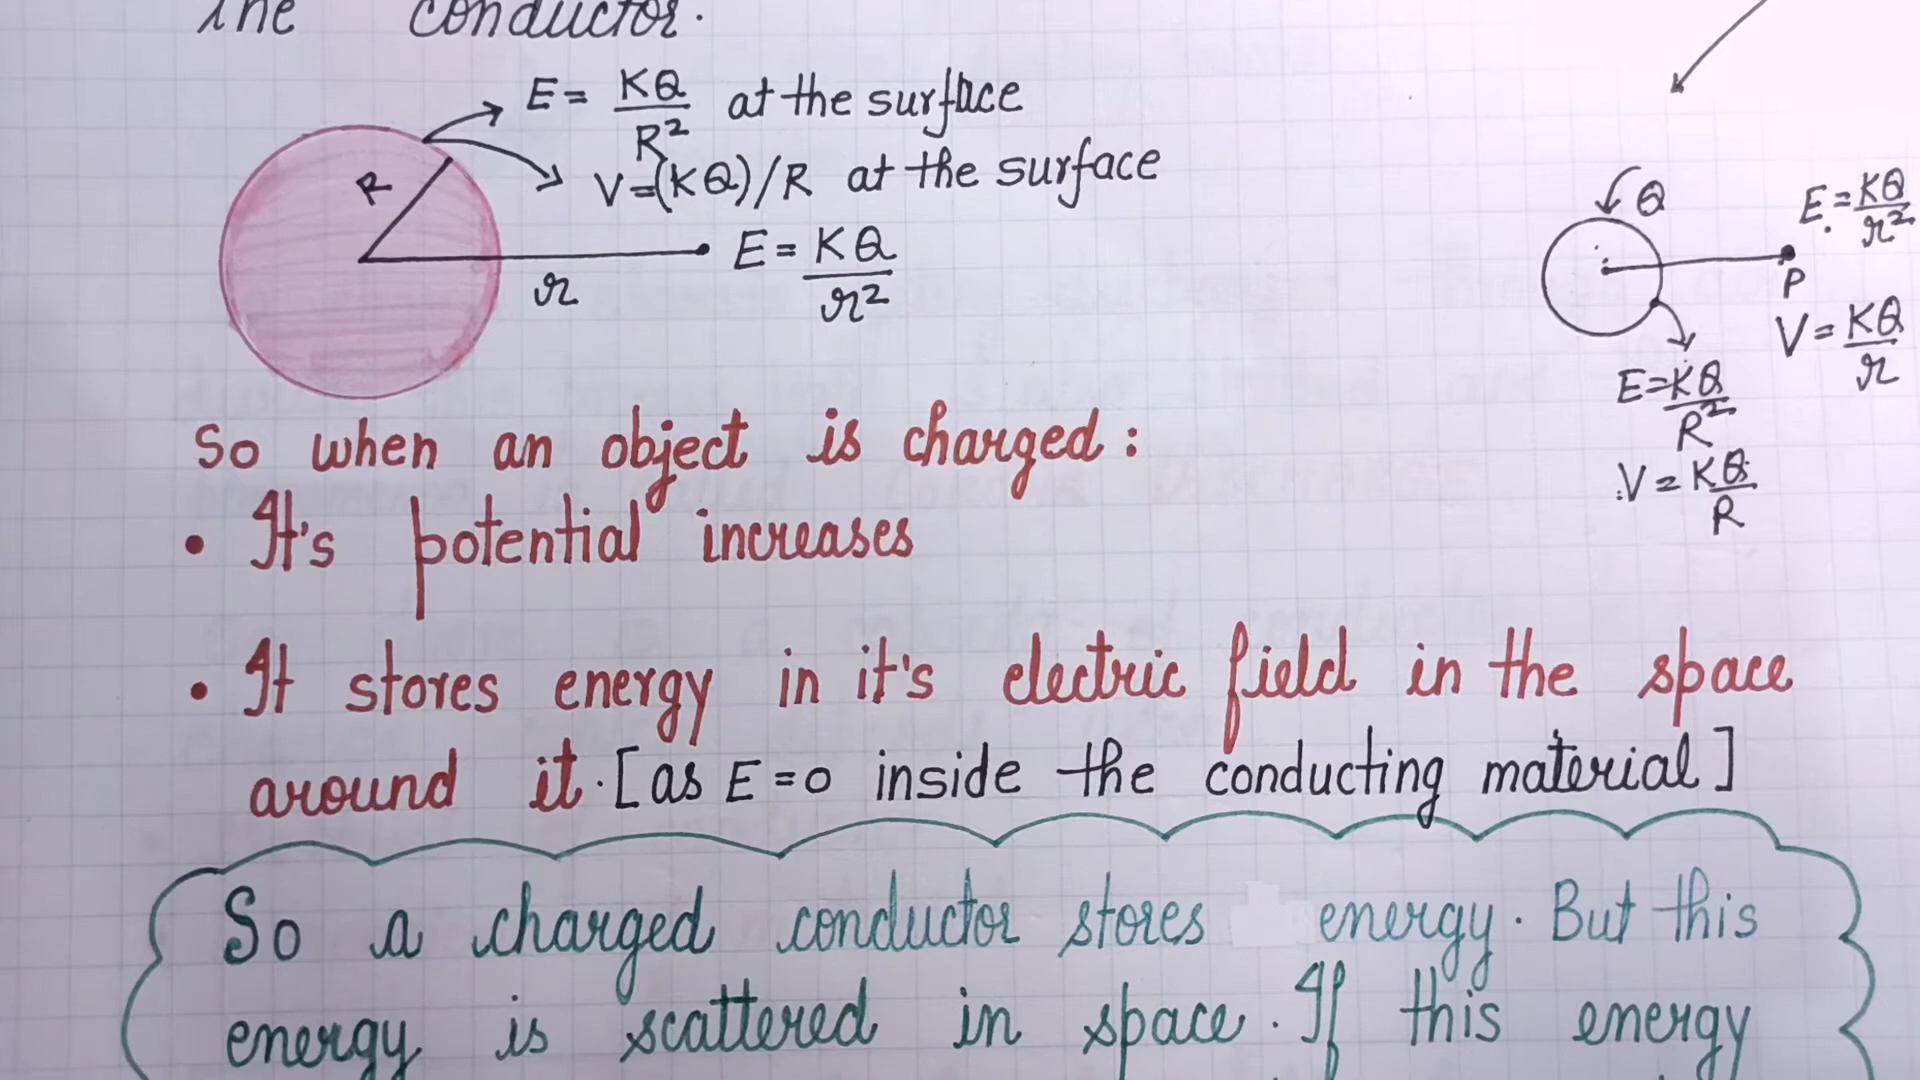 the conductor.
E = KQ/R² at the surface
V=(KQ)/R at the surface
R
r
E = KQ/r²
Q
E = KQ/r²
P
V = KQ/r
E = KQ/R²
V = KQ/R
So when an object is charged :
• It's potential increases
• It stores energy in it's electric field in the space
around it. [as E = 0 inside the conducting material]
So a charged conductor stores energy. But this
energy is scattered in space. If this energy